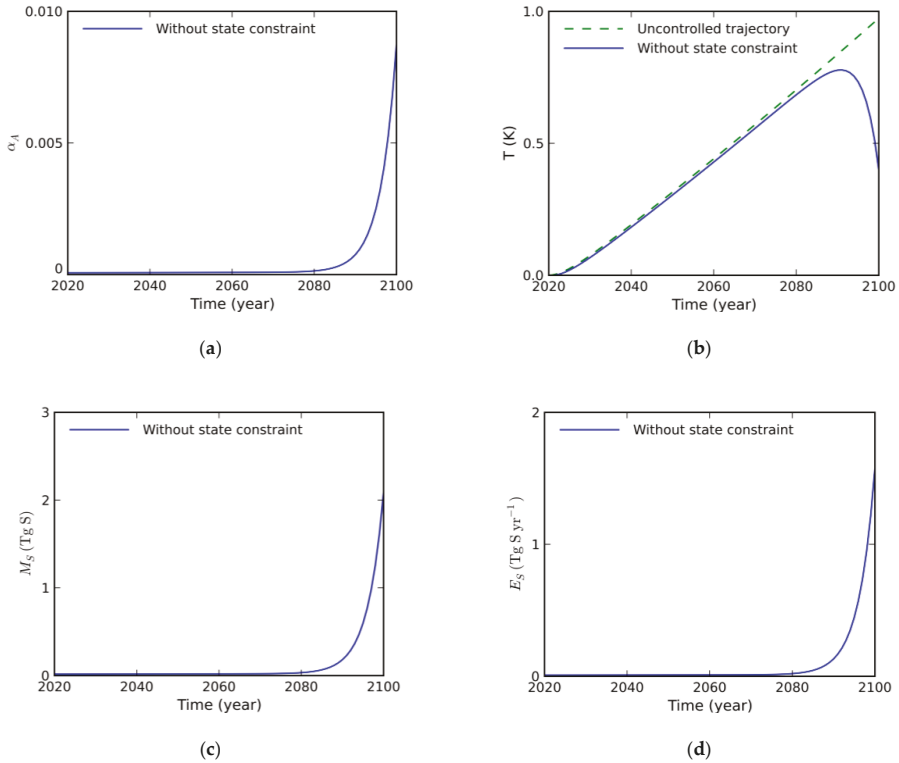 0.010
Without state constraint
0.005
0
α_A
2020 2040 2060 2080 2100
Time (year)
(a)
1.0
Uncontrolled trajectory
Without state constraint
0.5
0.0
T (K)
2020 2040 2060 2080 2100
Time (year)
(b)
3
Without state constraint
2
1
0
M_S (Tg S)
2020 2040 2060 2080 2100
Time (year)
(c)
2
Without state constraint
1
0
E_S (Tg S yr⁻¹)
2020 2040 2060 2080 2100
Time (year)
(d)